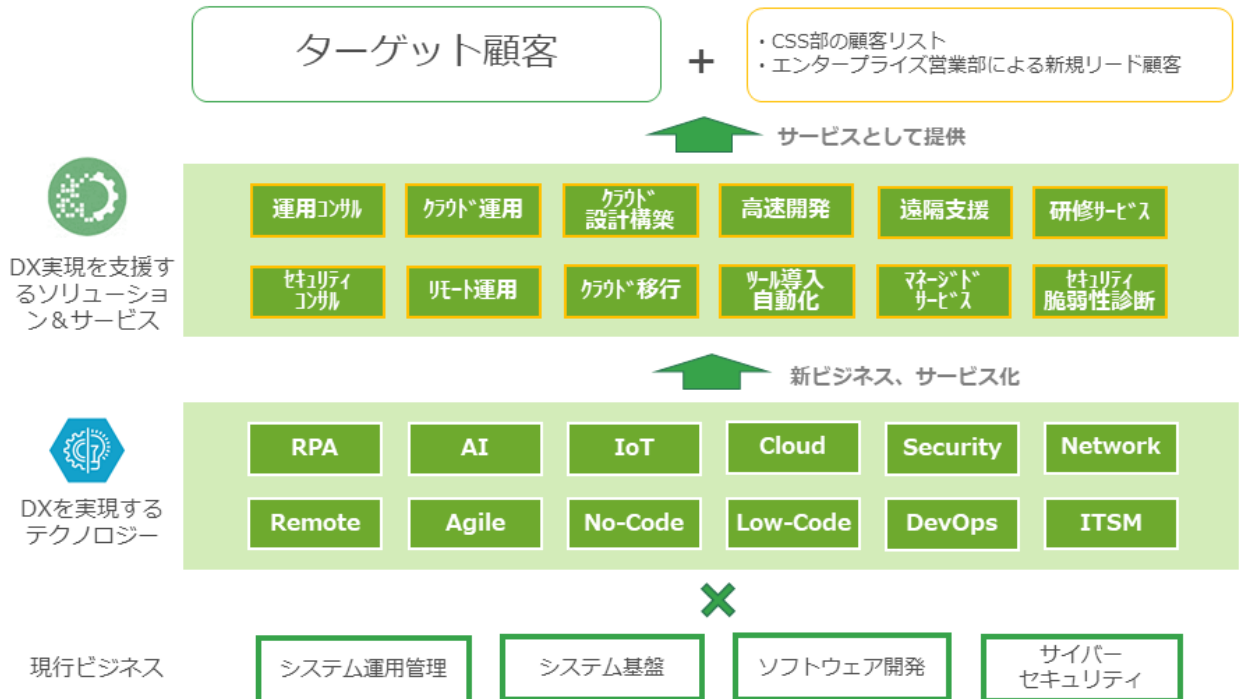 ターゲット顧客
+
・CSS部の顧客リスト
・エンタープライズ営業部による新規リード顧客
サービスとして提供
DX実現を支援す
るソリューショ
ン＆サービス
運用ｺﾝｻﾙ
ｸﾗｳﾄﾞ運用
ｸﾗｳﾄﾞ
設計構築
高速開発
遠隔支援
研修ｻｰﾋﾞｽ
ｾｷｭﾘﾃｨ
ｺﾝｻﾙ
ﾘﾓｰﾄ運用
ｸﾗｳﾄﾞ移行
ﾂｰﾙ導入
自動化
ﾏﾈｰｼﾞﾄﾞ
ｻｰﾋﾞｽ
ｾｷｭﾘﾃｨ
脆弱性診断
新ビジネス、サービス化
DXを実現する
テクノロジー
RPA
AI
IoT
Cloud
Security
Network
Remote
Agile
No-Code
Low-Code
DevOps
ITSM
現行ビジネス
システム運用管理
システム基盤
ソフトウェア開発
サイバー
セキュリティ